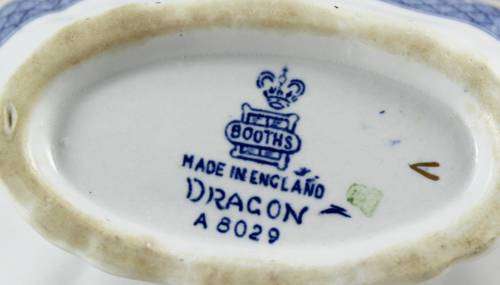 BOOTHS
MADE IN ENGLAND
DRAGON
A 8029